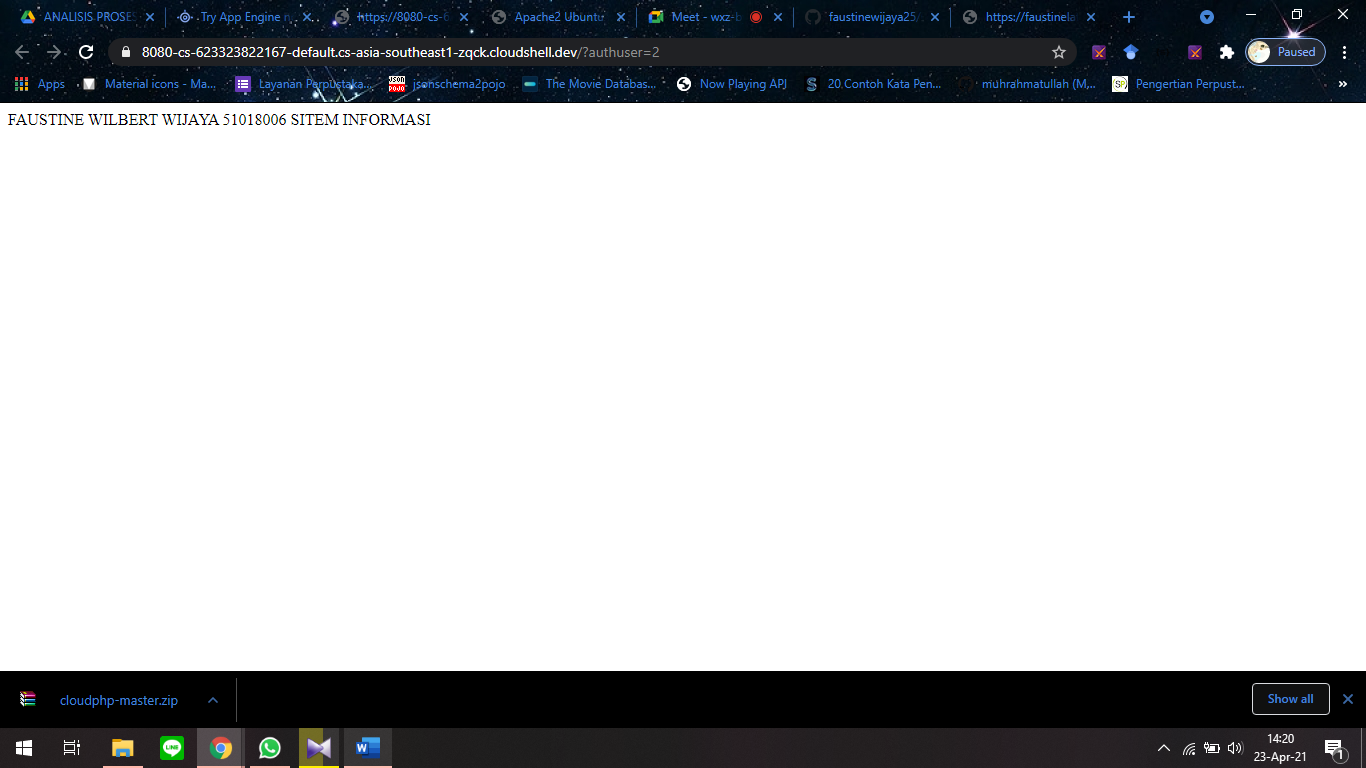 ANALISIS PROSES
Try App Engine n
https://8080-cs-6
Apache2 Ubuntu
Meet - wxz-b
faustinewijaya25/
https://faustinela
8080-cs-623323822167-default.cs-asia-southeast1-zqck.cloudshell.dev/?authuser=2
Paused
Apps
Material icons - Ma...
Layanan Perpustaka...
jsonschema2pojo
The Movie Databas...
Now Playing APJ
20 Contoh Kata Pen...
muhrahmatullah (M,...
Pengertian Perpust...
»
FAUSTINE WILBERT WIJAYA 51018006 SITEM INFORMASI
cloudphp-master.zip
Show all
14:20
23-Apr-21
1